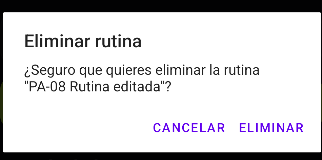 Eliminar rutina
¿Seguro que quieres eliminar la rutina
"PA-08 Rutina editada"?
CANCELAR ELIMINAR